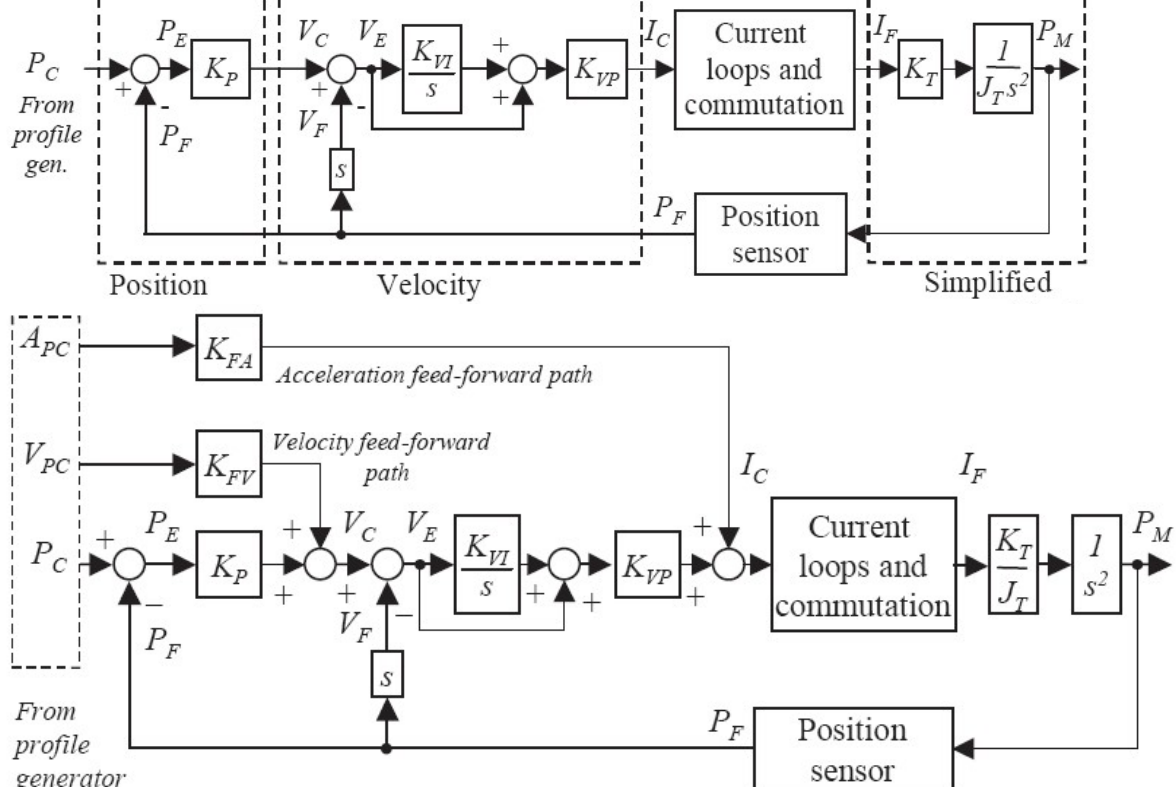 P_E
V_C
V_E
I_C
I_F
P_M
P_C
+
-
K_P
+
-
K_VI
s
+
+
K_VP
Current
loops and
commutation
K_T
1
J_T s²
From
profile
gen.
P_F
V_F
s
P_F
Position
sensor
Position
Velocity
Simplified
A_PC
K_FA
Acceleration feed-forward path
V_PC
K_FV
Velocity feed-forward
path
I_C
I_F
P_C
+
P_E
K_P
+
+
V_C
V_E
K_VI
s
+
+
K_VP
+
+
Current
loops and
commutation
K_T
J_T
1
s²
P_M
−
P_F
+
V_F
−
s
From
profile
generator
P_F
Position
sensor